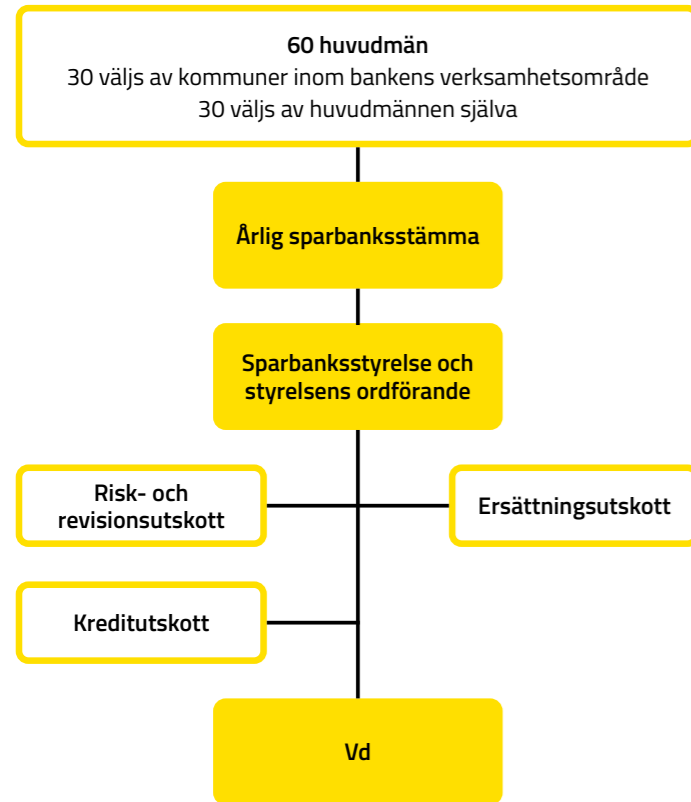 60 huvudmän
30 väljs av kommuner inom bankens verksamhetsområde
30 väljs av huvudmännen själva
Årlig sparbanksstämma
Sparbanksstyrelse och
styrelsens ordförande
Risk- och
revisionsutskott
Ersättningsutskott
Kreditutskott
Vd